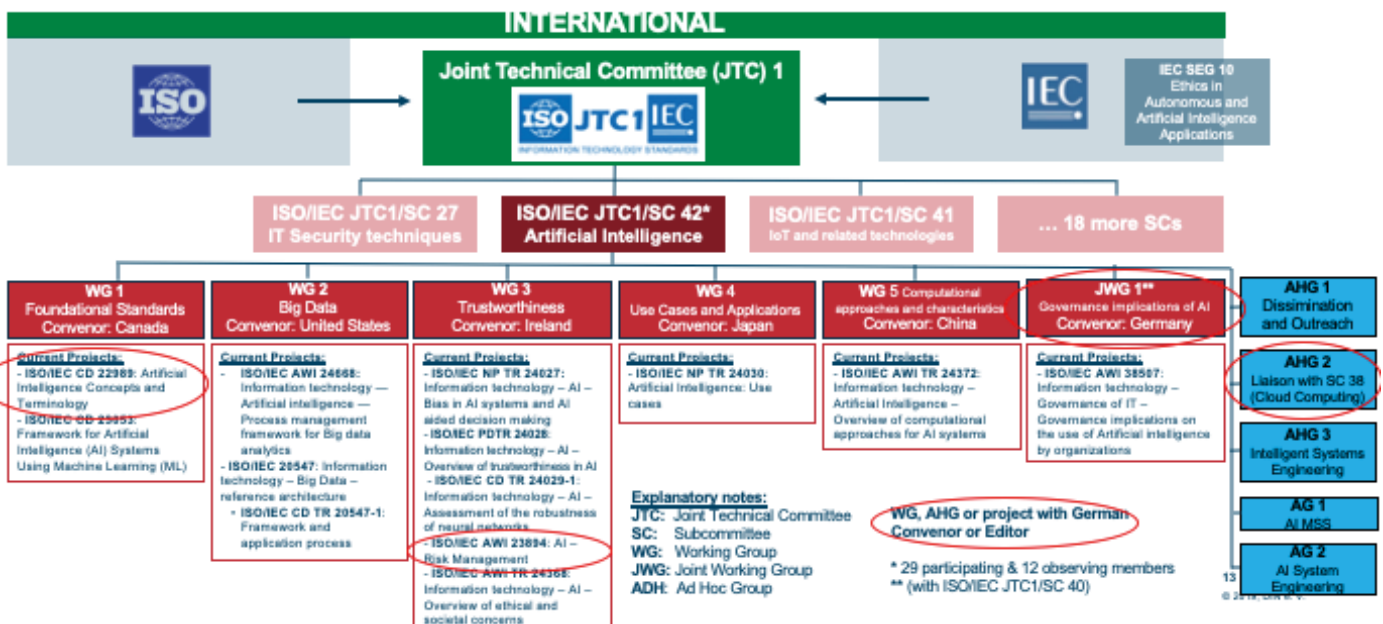 INTERNATIONAL
ISO
Joint Technical Committee (JTC) 1
ISO JTC1 IEC
INFORMATION TECHNOLOGY STANDARDS
IEC
IEC SEG 10
Ethics in
Autonomous and
Artificial Intelligence
Applications
ISO/IEC JTC1/SC 27
IT Security techniques
ISO/IEC JTC1/SC 42*
Artificial Intelligence
ISO/IEC JTC1/SC 41
IoT and related technologies
... 18 more SCs
WG 1
Foundational Standards
Convenor: Canada
Current Projects:
- ISO/IEC CD 22989: Artificial
Intelligence Concepts and
Terminology
- ISO/IEC CD 23053:
Framework for Artificial
Intelligence (AI) Systems
Using Machine Learning (ML)
WG 2
Big Data
Convenor: United States
Current Projects:
- ISO/IEC AWI 24668:
Information technology —
Artificial intelligence —
Process management
framework for Big data
analytics
- ISO/IEC 20547: Information
technology – Big Data –
reference architecture
• ISO/IEC CD TR 20547-1:
Framework and
application process
WG 3
Trustworthiness
Convenor: Ireland
Current Projects:
- ISO/IEC NP TR 24027:
Information technology – AI –
Bias in AI systems and AI
aided decision making
- ISO/IEC PDTR 24028:
Information technology – AI –
Overview of trustworthiness in AI
- ISO/IEC CD TR 24029-1:
Information technology – AI –
Assessment of the robustness
of neural networks
- ISO/IEC AWI 23894: AI –
Risk Management
- ISO/IEC AWI TR 24368:
Information technology – AI –
Overview of ethical and
societal concerns
WG 4
Use Cases and Applications
Convenor: Japan
Current Projects:
- ISO/IEC NP TR 24030:
Artificial Intelligence: Use
cases
WG 5 Computational
approaches and characteristics
Convenor: China
Current Projects:
- ISO/IEC AWI TR 24372:
Information technology –
Artificial Intelligence –
Overview of computational
approaches for AI systems
JWG 1**
Governance implications of AI
Convenor: Germany
Current Projects:
- ISO/IEC AWI 38507:
Information technology –
Governance of IT –
Governance implications on
the use of Artificial intelligence
by organizations
AHG 1
Dissimination
and Outreach
AHG 2
Liaison with SC 38
(Cloud Computing)
AHG 3
Intelligent Systems
Engineering
AG 1
AI MSS
AG 2
AI System
Engineering
Explanatory notes:
JTC: Joint Technical Committee
SC: Subcommittee
WG: Working Group
JWG: Joint Working Group
ADH: Ad Hoc Group
WG, AHG or project with German
Convenor or Editor
* 29 participating & 12 observing members
** (with ISO/IEC JTC1/SC 40)
13